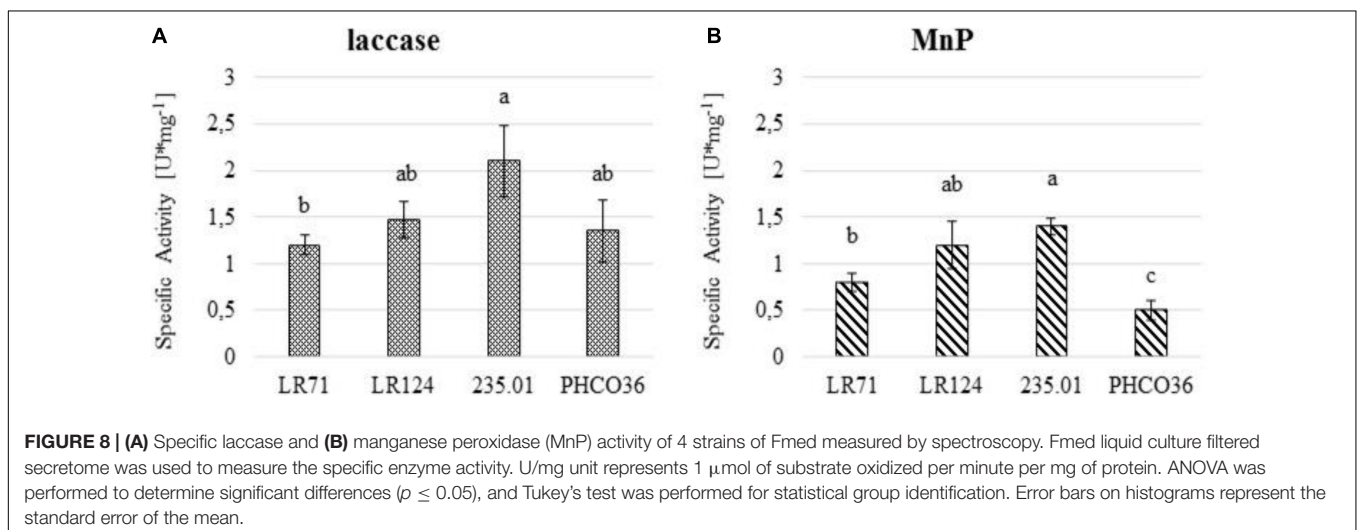 A
laccase
Specific Activity [U*mg⁻¹]
3
2,5
2
1,5
1
0,5
0
b
ab
a
ab
LR71 LR124 235.01 PHCO36
B
MnP
Specific Activity [U*mg⁻¹]
3
2,5
2
1,5
1
0,5
0
b
ab
a
c
LR71 LR124 235.01 PHCO36
FIGURE 8 | (A) Specific laccase and (B) manganese peroxidase (MnP) activity of 4 strains of Fmed measured by spectroscopy. Fmed liquid culture filtered
secretome was used to measure the specific enzyme activity. U/mg unit represents 1 μmol of substrate oxidized per minute per mg of protein. ANOVA was
performed to determine significant differences (p ≤ 0.05), and Tukey's test was performed for statistical group identification. Error bars on histograms represent the
standard error of the mean.